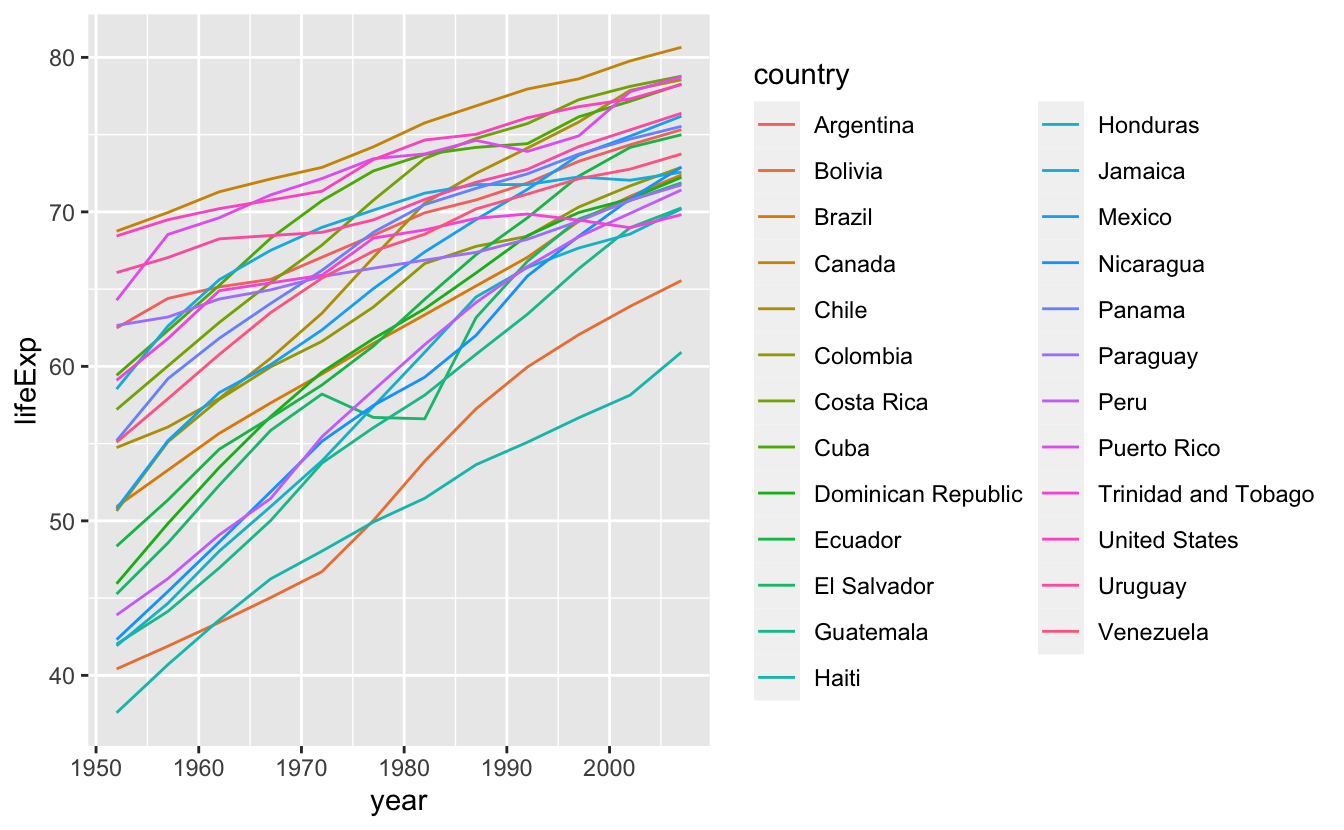 80
70
60
50
40
lifeExp
1950 1960 1970 1980 1990 2000
year
country
Argentina
Bolivia
Brazil
Canada
Chile
Colombia
Costa Rica
Cuba
Dominican Republic
Ecuador
El Salvador
Guatemala
Haiti
Honduras
Jamaica
Mexico
Nicaragua
Panama
Paraguay
Peru
Puerto Rico
Trinidad and Tobago
United States
Uruguay
Venezuela